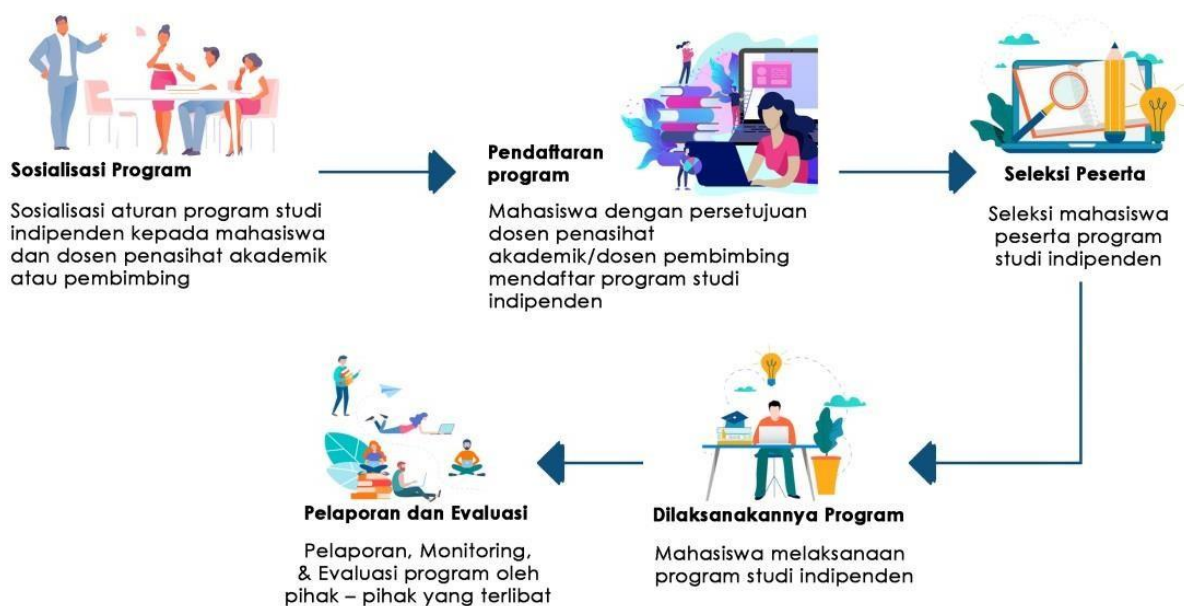 Sosialisasi Program
Sosialisasi aturan program studi
indipenden kepada mahasiswa
dan dosen penasihat akademik
atau pembimbing
Pendaftaran
program
Mahasiswa dengan persetujuan
dosen penasihat
akademik/dosen pembimbing
mendaftar program studi
indipenden
Seleksi Peserta
Seleksi mahasiswa
peserta program
studi indipenden
Dilaksanakannya Program
Mahasiswa melaksanaan
program studi indipenden
Pelaporan dan Evaluasi
Pelaporan, Monitoring,
& Evaluasi program oleh
pihak – pihak yang terlibat